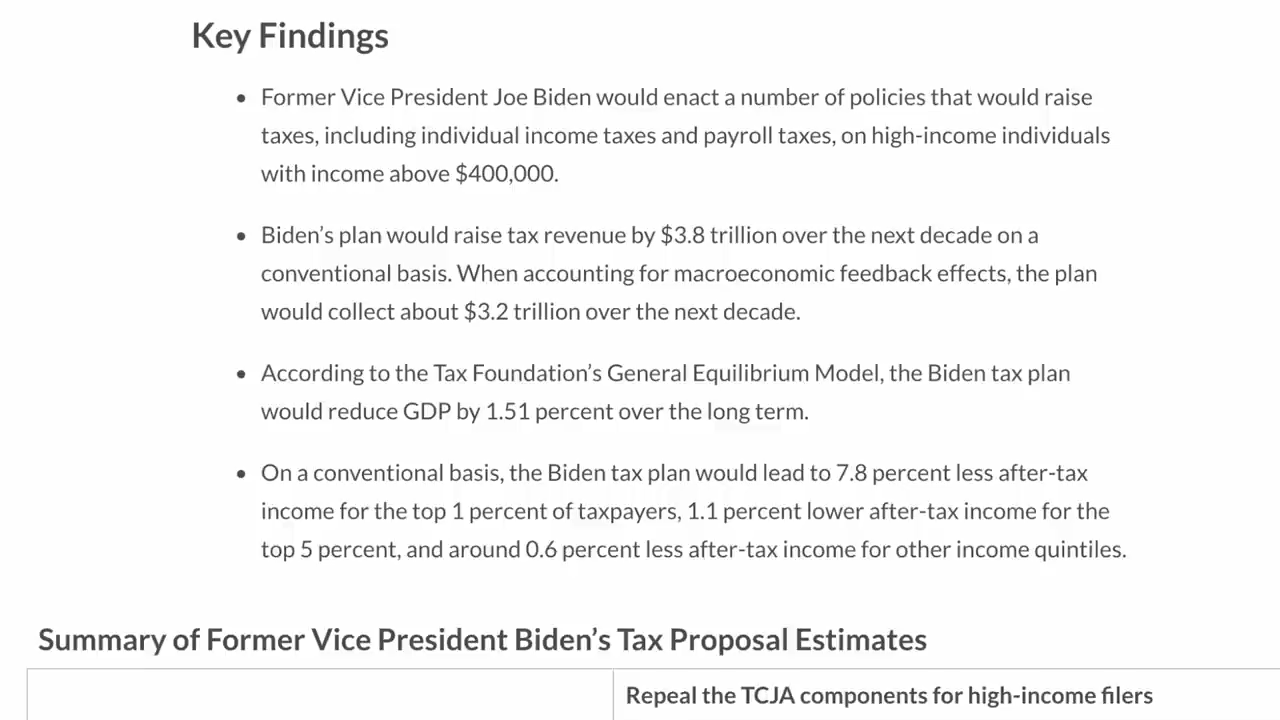 Key Findings
• Former Vice President Joe Biden would enact a number of policies that would raise
taxes, including individual income taxes and payroll taxes, on high-income individuals
with income above $400,000.
• Biden’s plan would raise tax revenue by $3.8 trillion over the next decade on a
conventional basis. When accounting for macroeconomic feedback effects, the plan
would collect about $3.2 trillion over the next decade.
• According to the Tax Foundation’s General Equilibrium Model, the Biden tax plan
would reduce GDP by 1.51 percent over the long term.
• On a conventional basis, the Biden tax plan would lead to 7.8 percent less after-tax
income for the top 1 percent of taxpayers, 1.1 percent lower after-tax income for the
top 5 percent, and around 0.6 percent less after-tax income for other income quintiles.
Summary of Former Vice President Biden’s Tax Proposal Estimates
Repeal the TCJA components for high-income filers